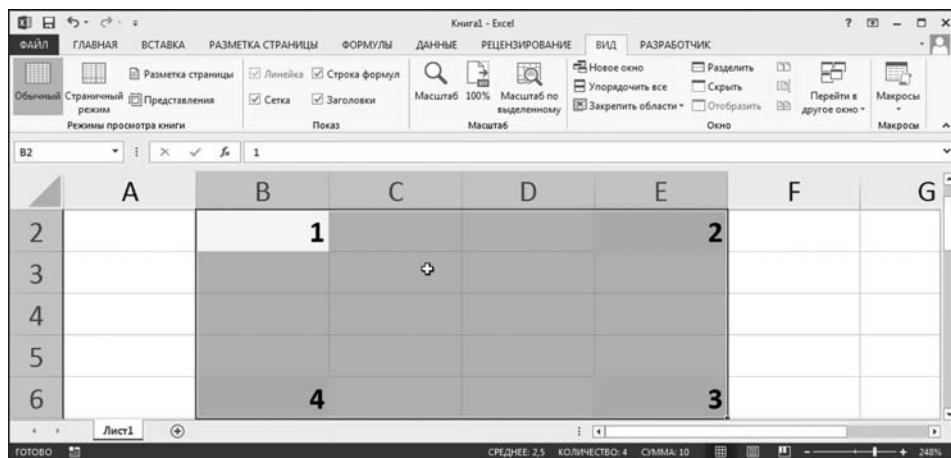 Книга1 - Excel
?
ФАЙЛ ГЛАВНАЯ ВСТАВКА РАЗМЕТКА СТРАНИЦЫ ФОРМУЛЫ ДАННЫЕ РЕЦЕНЗИРОВАНИЕ ВИД РАЗРАБОТЧИК
Обычный
Страничный режим
Разметка страницы
Представления
Режимы просмотра книги
Линейка Строка формул
Сетка Заголовки
Показ
Масштаб
100%
Масштаб по выделенному
Масштаб
Новое окно
Упорядочить все
Закрепить области
Разделить
Скрыть
Отобразить
Перейти в другое окно
Окно
Макросы
Макросы
B2 fx 1
A B C D E F G
2 1 2
3
4
5
6 4 3
Лист1
ГОТОВО СРЕДНЕЕ: 2,5 КОЛИЧЕСТВО: 4 СУММА: 10 248%